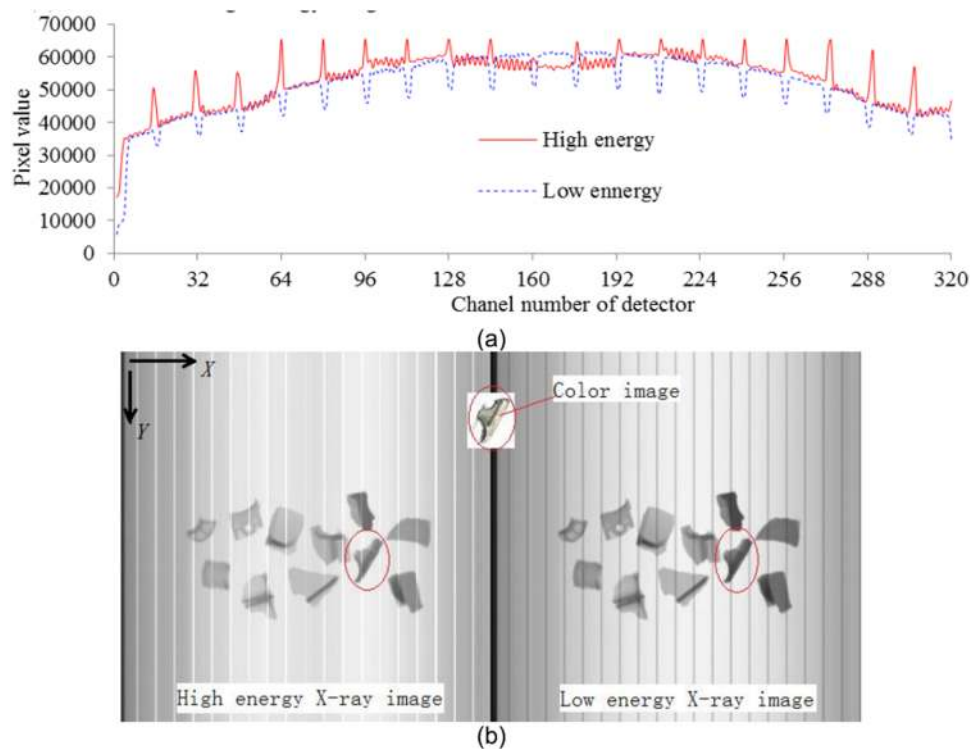 70000
60000
50000
40000
30000
20000
10000
0
Pixel value
High energy
Low ennergy
0 32 64 96 128 160 192 224 256 288 320
Chanel number of detector
(a)
X
Y
Color image
High energy X-ray image
Low energy X-ray image
(b)